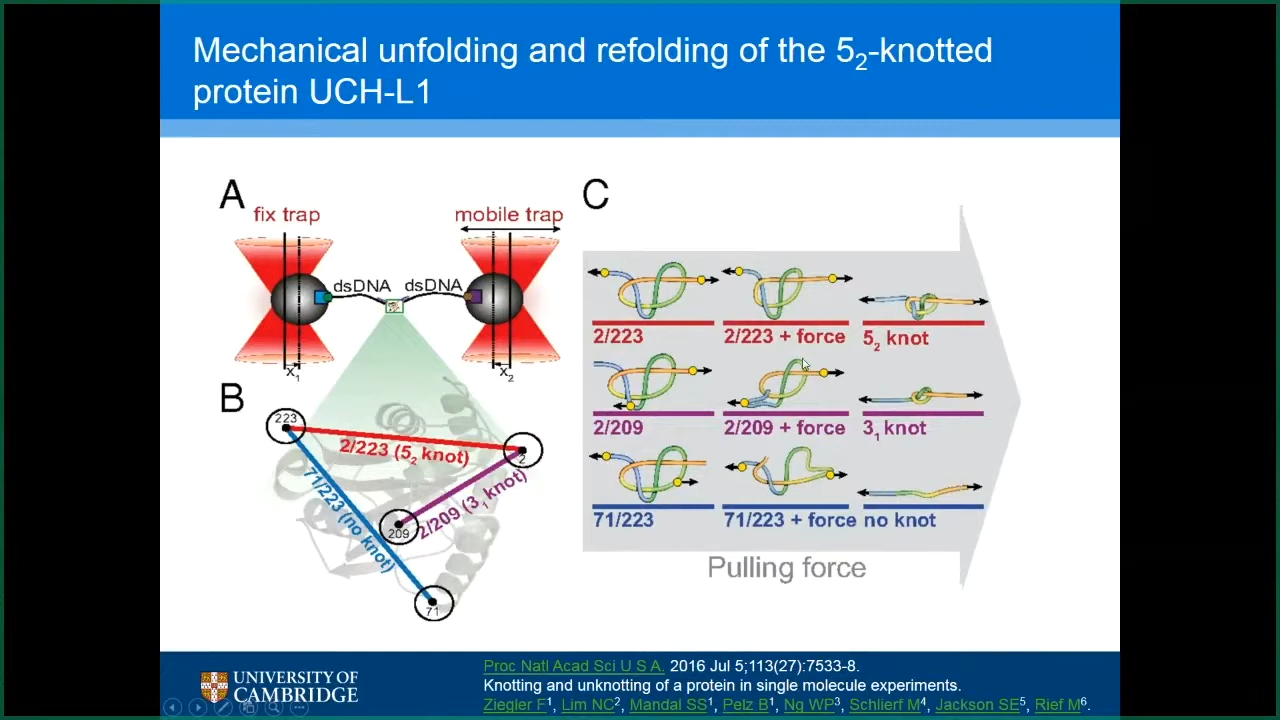 Mechanical unfolding and refolding of the 5₂-knotted
protein UCH-L1
A
fix trap
mobile trap
dsDNA
dsDNA
x₁
x₂
B
223
2/223 (5₂ knot)
2
71/223 (no knot)
2/209 (3₁ knot)
209
71
C
2/223
2/223 + force
5₂ knot
2/209
2/209 + force
3₁ knot
71/223
71/223 + force no knot
Pulling force
UNIVERSITY OF
CAMBRIDGE
Proc Natl Acad Sci U S A. 2016 Jul 5;113(27):7533-8.
Knotting and unknotting of a protein in single molecule experiments.
Ziegler F¹, Lim NC², Mandal SS¹, Pelz B¹, Ng WP³, Schlierf M⁴, Jackson SE⁵, Rief M⁶.